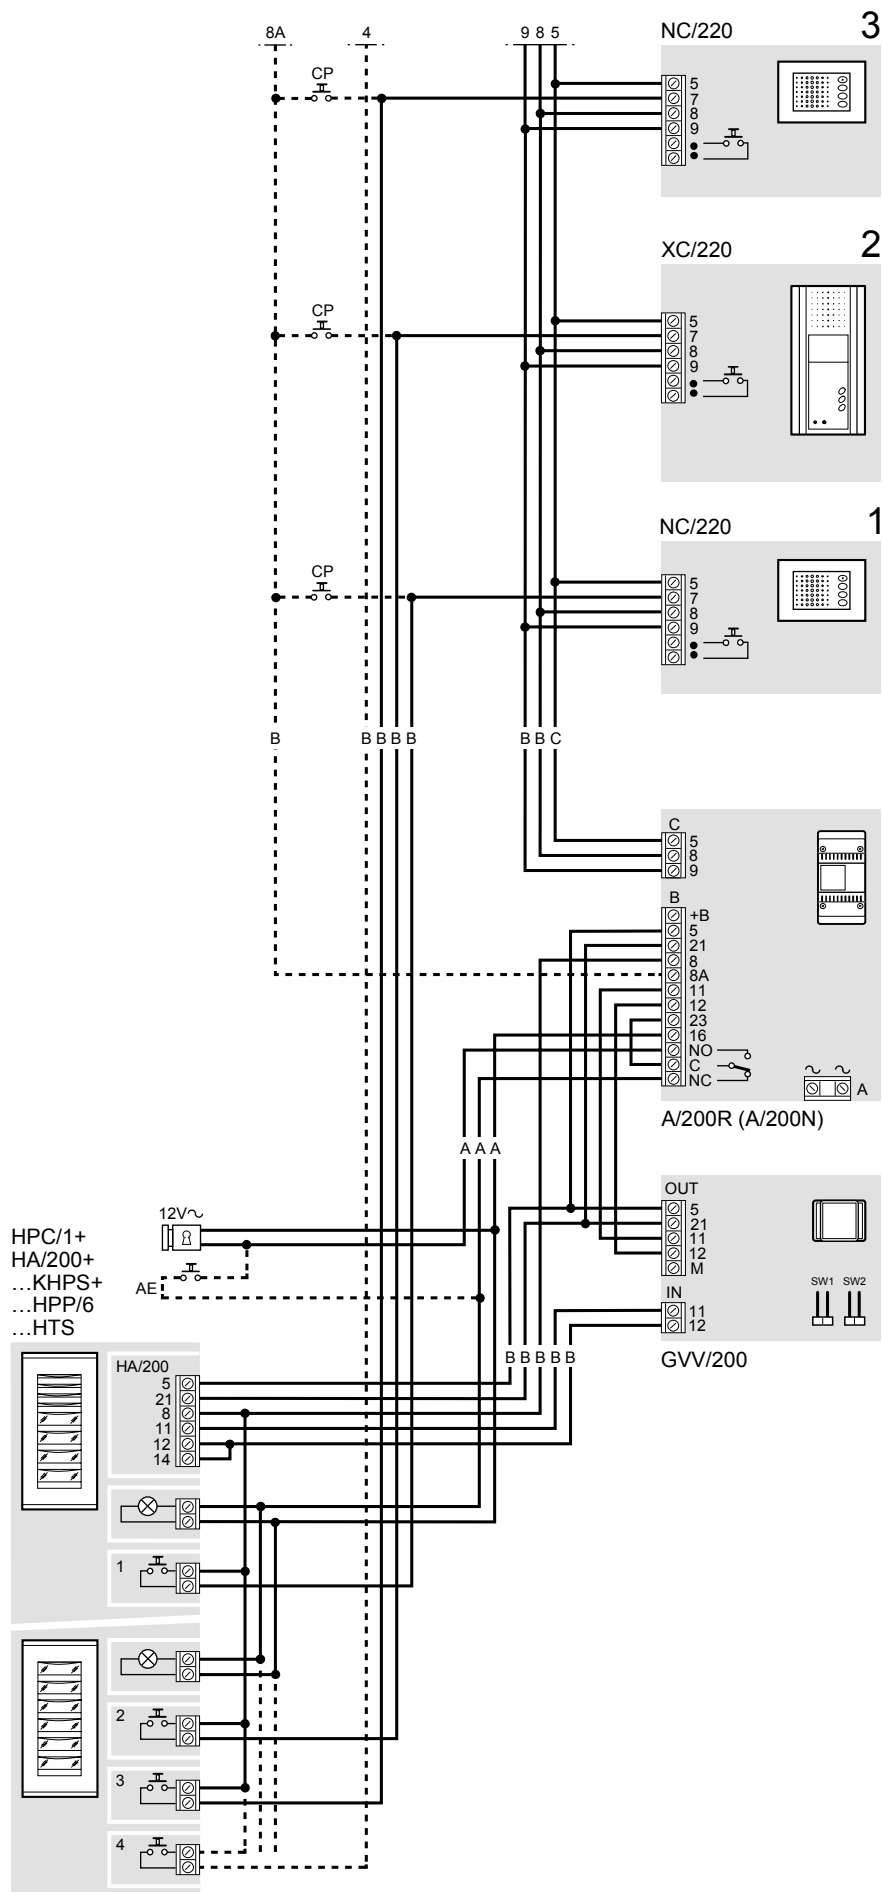 8A 4 9 8 5
NC/220 3
CP
5
7
8
9
XC/220 2
CP
5
7
8
9
NC/220 1
CP
5
7
8
9
B B B B B B B C
C
5
8
9
B
+B
5
21
8
8A
11
12
23
16
NO
C
NC
A
A/200R (A/200N)
A A A
OUT
5
21
11
12
M
IN
11
12
SW1 SW2
GVV/200
12V~
AE
HPC/1+
HA/200+
...KHPS+
...HPP/6
...HTS
B B B B B
HA/200
5
21
8
11
12
14
1
2
3
4